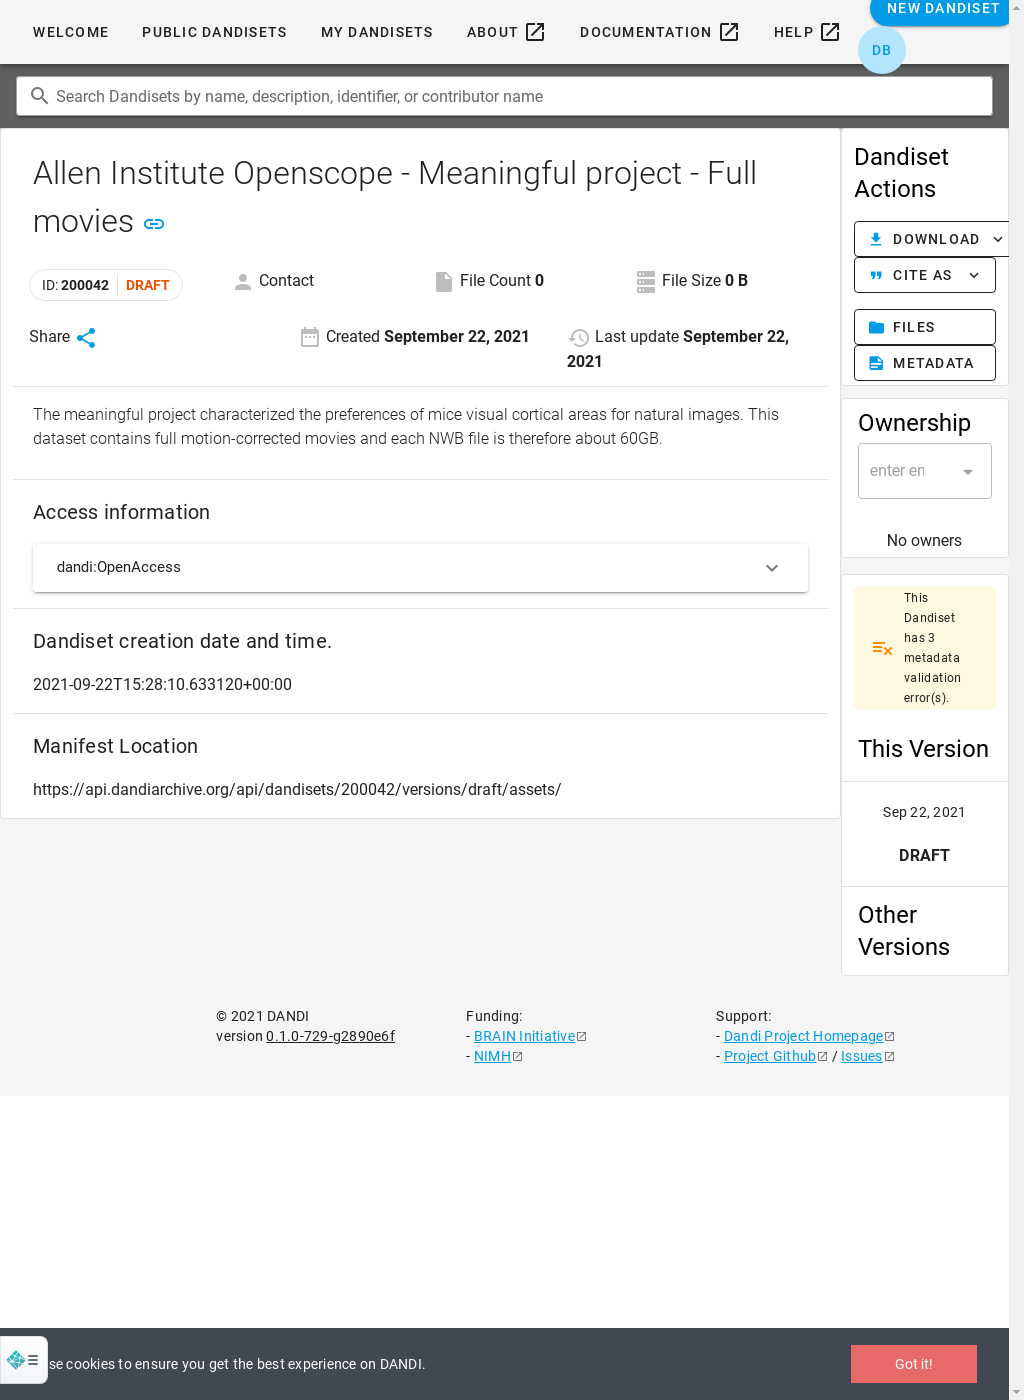 WELCOME PUBLIC DANDISETS MY DANDISETS ABOUT DOCUMENTATION HELP NEW DANDISET
DB
Search Dandisets by name, description, identifier, or contributor name
Allen Institute Openscope - Meaningful project - Full
movies
ID: 200042 DRAFT
Contact
File Count 0
File Size 0 B
Share
Created September 22, 2021
Last update September 22,
2021
The meaningful project characterized the preferences of mice visual cortical areas for natural images. This
dataset contains full motion-corrected movies and each NWB file is therefore about 60GB.
Access information
dandi:OpenAccess
Dandiset creation date and time.
2021-09-22T15:28:10.633120+00:00
Manifest Location
https://api.dandiarchive.org/api/dandisets/200042/versions/draft/assets/
Dandiset
Actions
DOWNLOAD
CITE AS
FILES
METADATA
Ownership
enter em
No owners
This
Dandiset
has 3
metadata
validation
error(s).
This Version
Sep 22, 2021
DRAFT
Other
Versions
© 2021 DANDI
version 0.1.0-729-g2890e6f
Funding:
- BRAIN Initiative
- NIMH
Support:
- Dandi Project Homepage
- Project Github / Issues
se cookies to ensure you get the best experience on DANDI.
Got it!